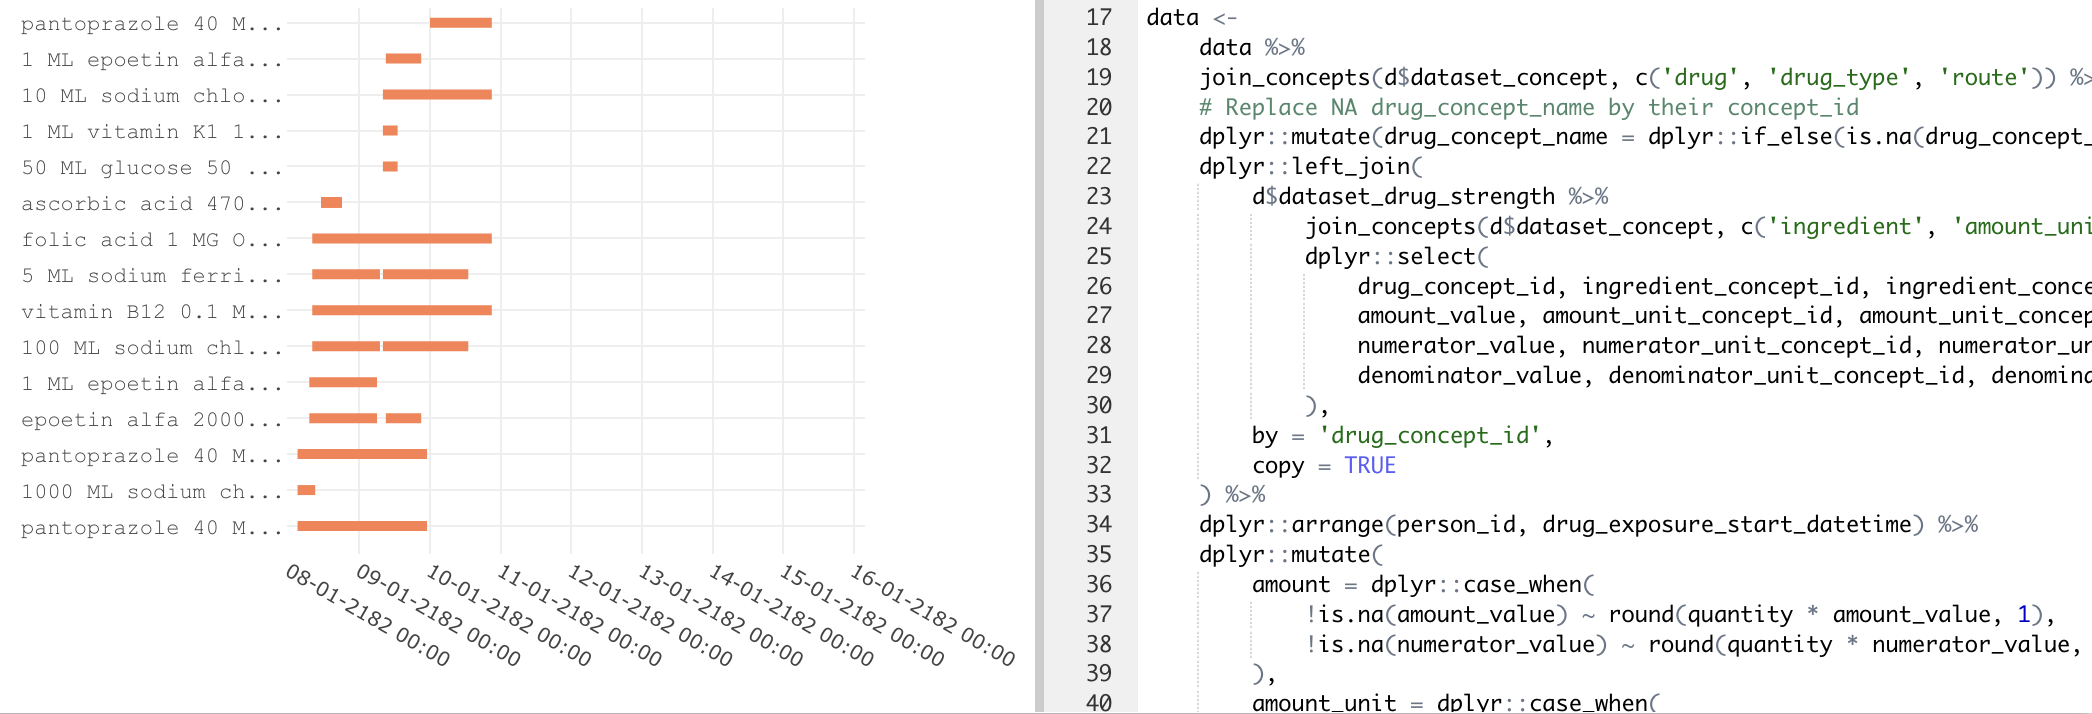 pantoprazole 40 M...
1 ML epoetin alfa...
10 ML sodium chlo...
1 ML vitamin K1 1...
50 ML glucose 50 ...
ascorbic acid 470...
folic acid 1 MG O...
5 ML sodium ferri...
vitamin B12 0.1 M...
100 ML sodium chl...
1 ML epoetin alfa...
epoetin alfa 2000...
pantoprazole 40 M...
1000 ML sodium ch...
pantoprazole 40 M...
08-01-2182 00:00
09-01-2182 00:00
10-01-2182 00:00
11-01-2182 00:00
12-01-2182 00:00
13-01-2182 00:00
14-01-2182 00:00
15-01-2182 00:00
16-01-2182 00:00
17 data <-
18 data %>%
19 join_concepts(d$dataset_concept, c('drug', 'drug_type', 'route')) %>
20 # Replace NA drug_concept_name by their concept_id
21 dplyr::mutate(drug_concept_name = dplyr::if_else(is.na(drug_concept_
22 dplyr::left_join(
23 d$dataset_drug_strength %>%
24 join_concepts(d$dataset_concept, c('ingredient', 'amount_uni
25 dplyr::select(
26 drug_concept_id, ingredient_concept_id, ingredient_conce
27 amount_value, amount_unit_concept_id, amount_unit_concep
28 numerator_value, numerator_unit_concept_id, numerator_un
29 denominator_value, denominator_unit_concept_id, denomina
30 ),
31 by = 'drug_concept_id',
32 copy = TRUE
33 ) %>%
34 dplyr::arrange(person_id, drug_exposure_start_datetime) %>%
35 dplyr::mutate(
36 amount = dplyr::case_when(
37 !is.na(amount_value) ~ round(quantity * amount_value, 1),
38 !is.na(numerator_value) ~ round(quantity * numerator_value,
39 ),
40 amount_unit = dplyr::case_when(